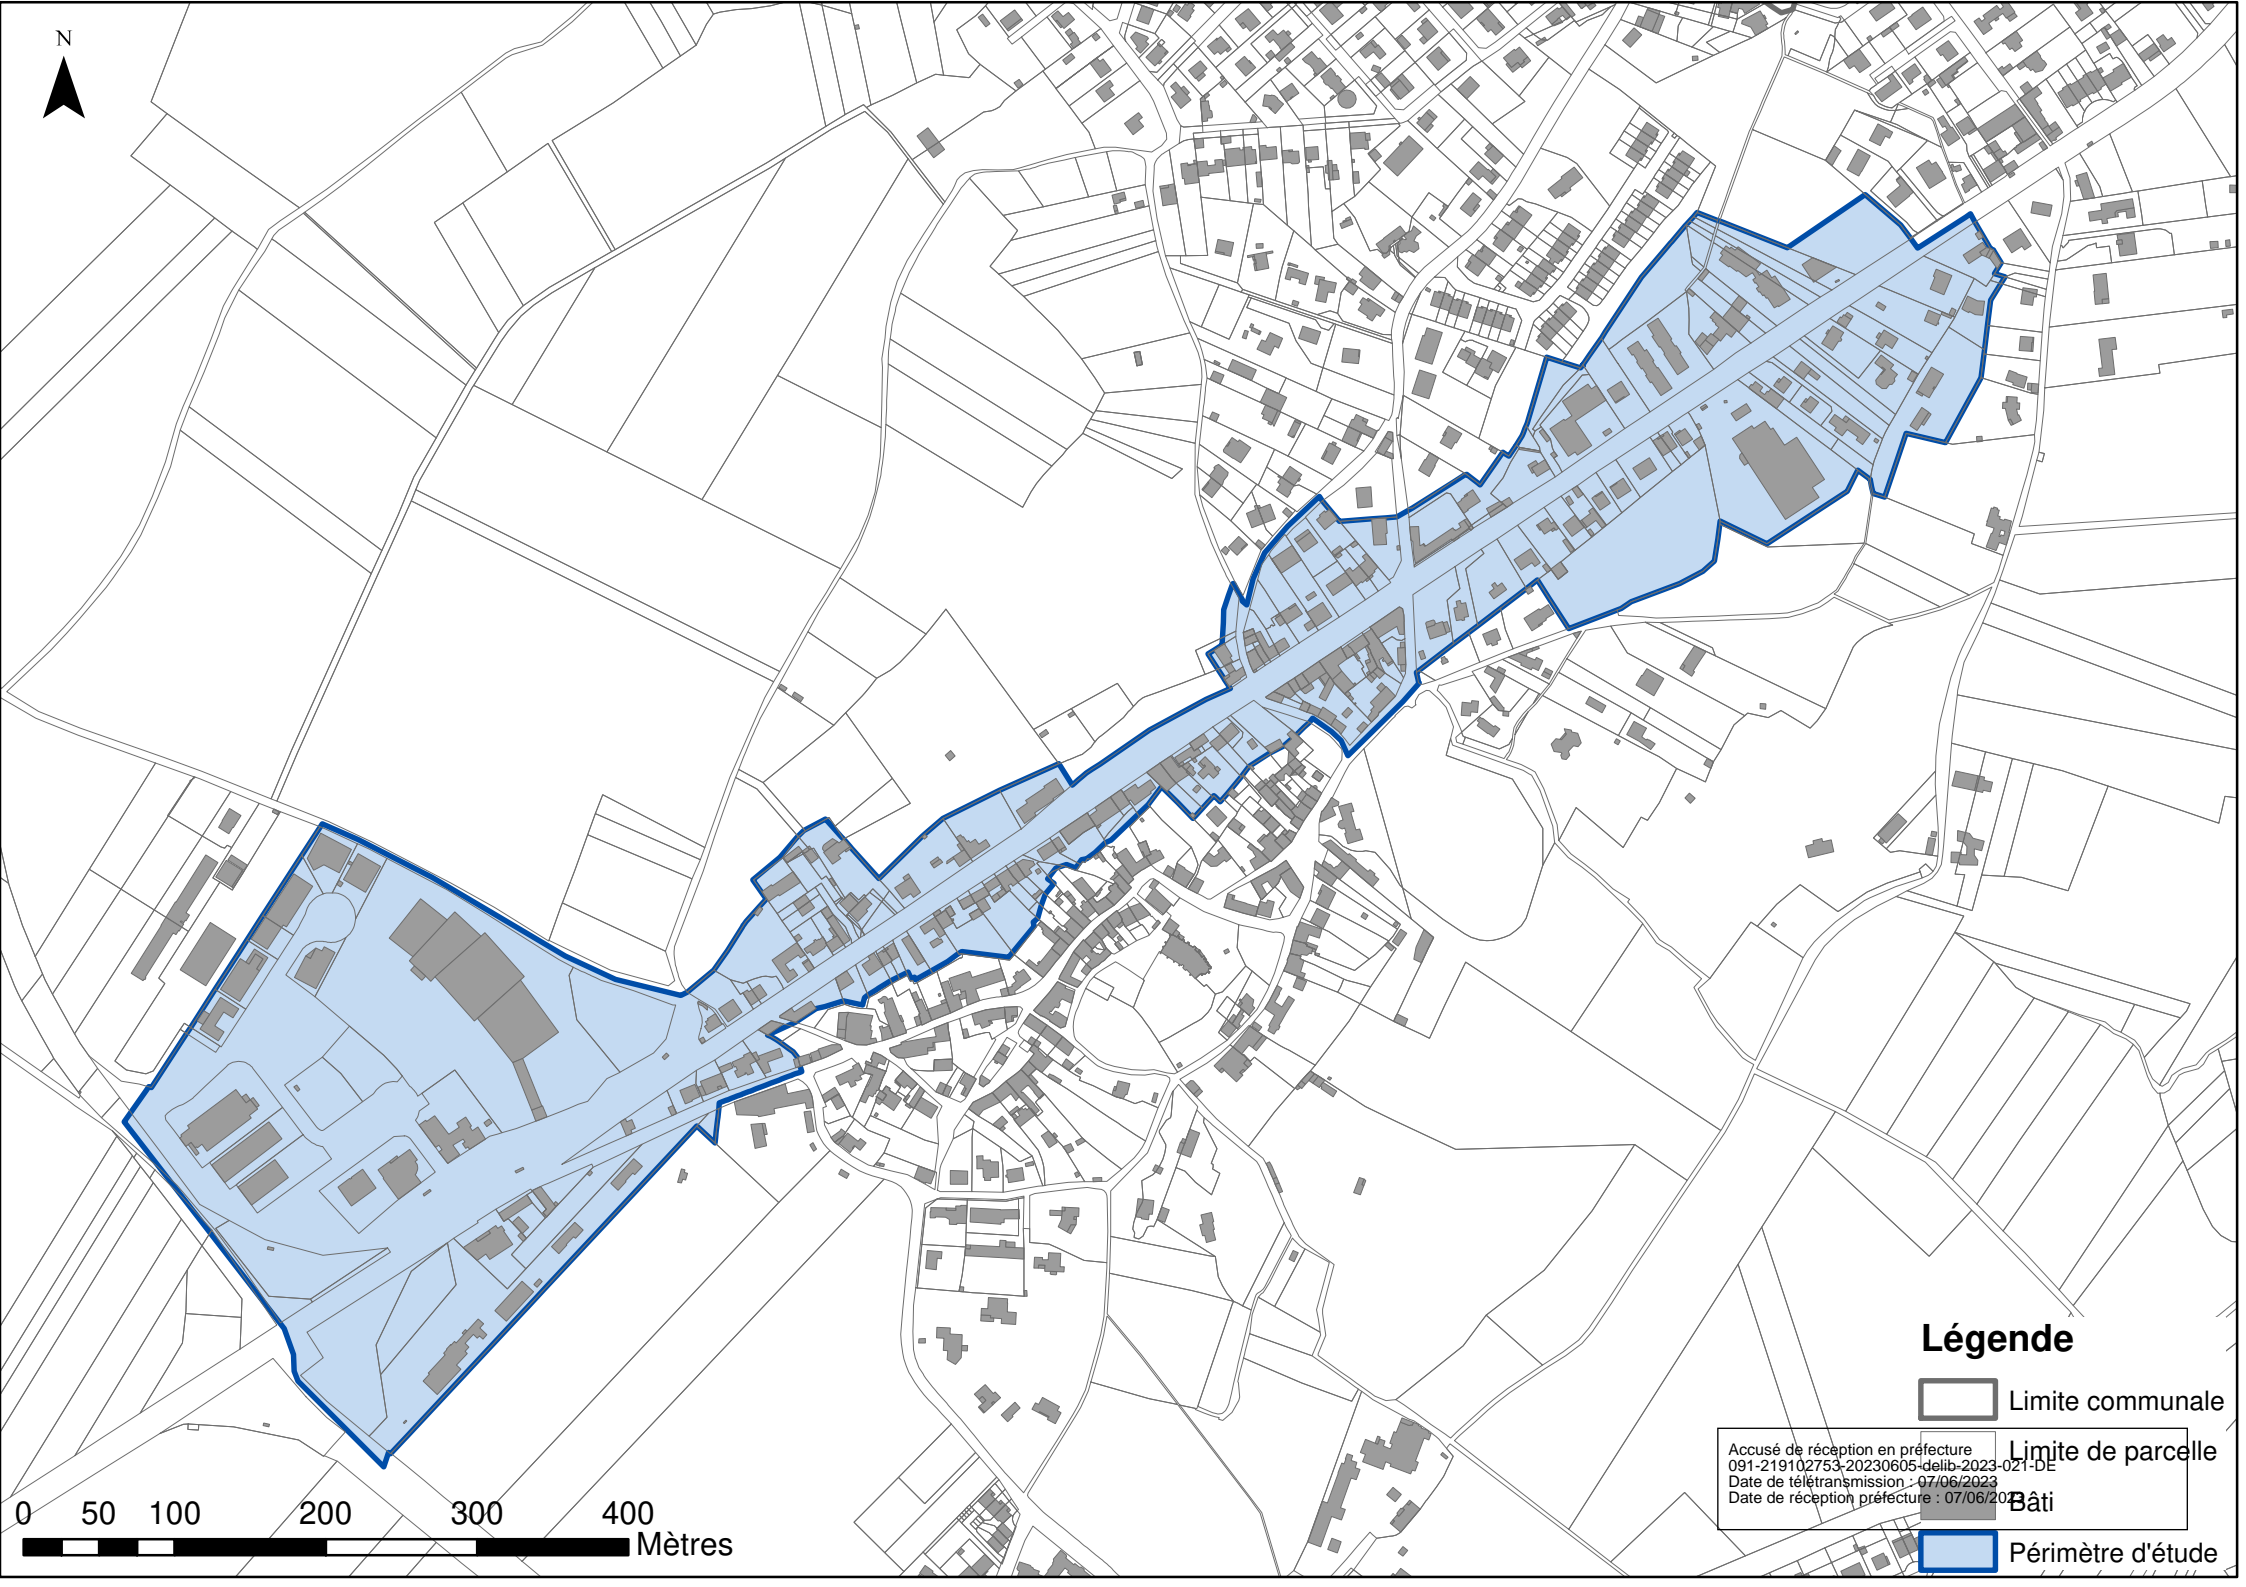 N
Légende
Limite communale
Limite de parcelle
Bâti
Périmètre d'étude
Accusé de réception en préfecture
091-219102753-20230605-delib-2023-021-DE
Date de télétransmission : 07/06/2023
Date de réception préfecture : 07/06/2023
0 50 100 200 300 400
Mètres